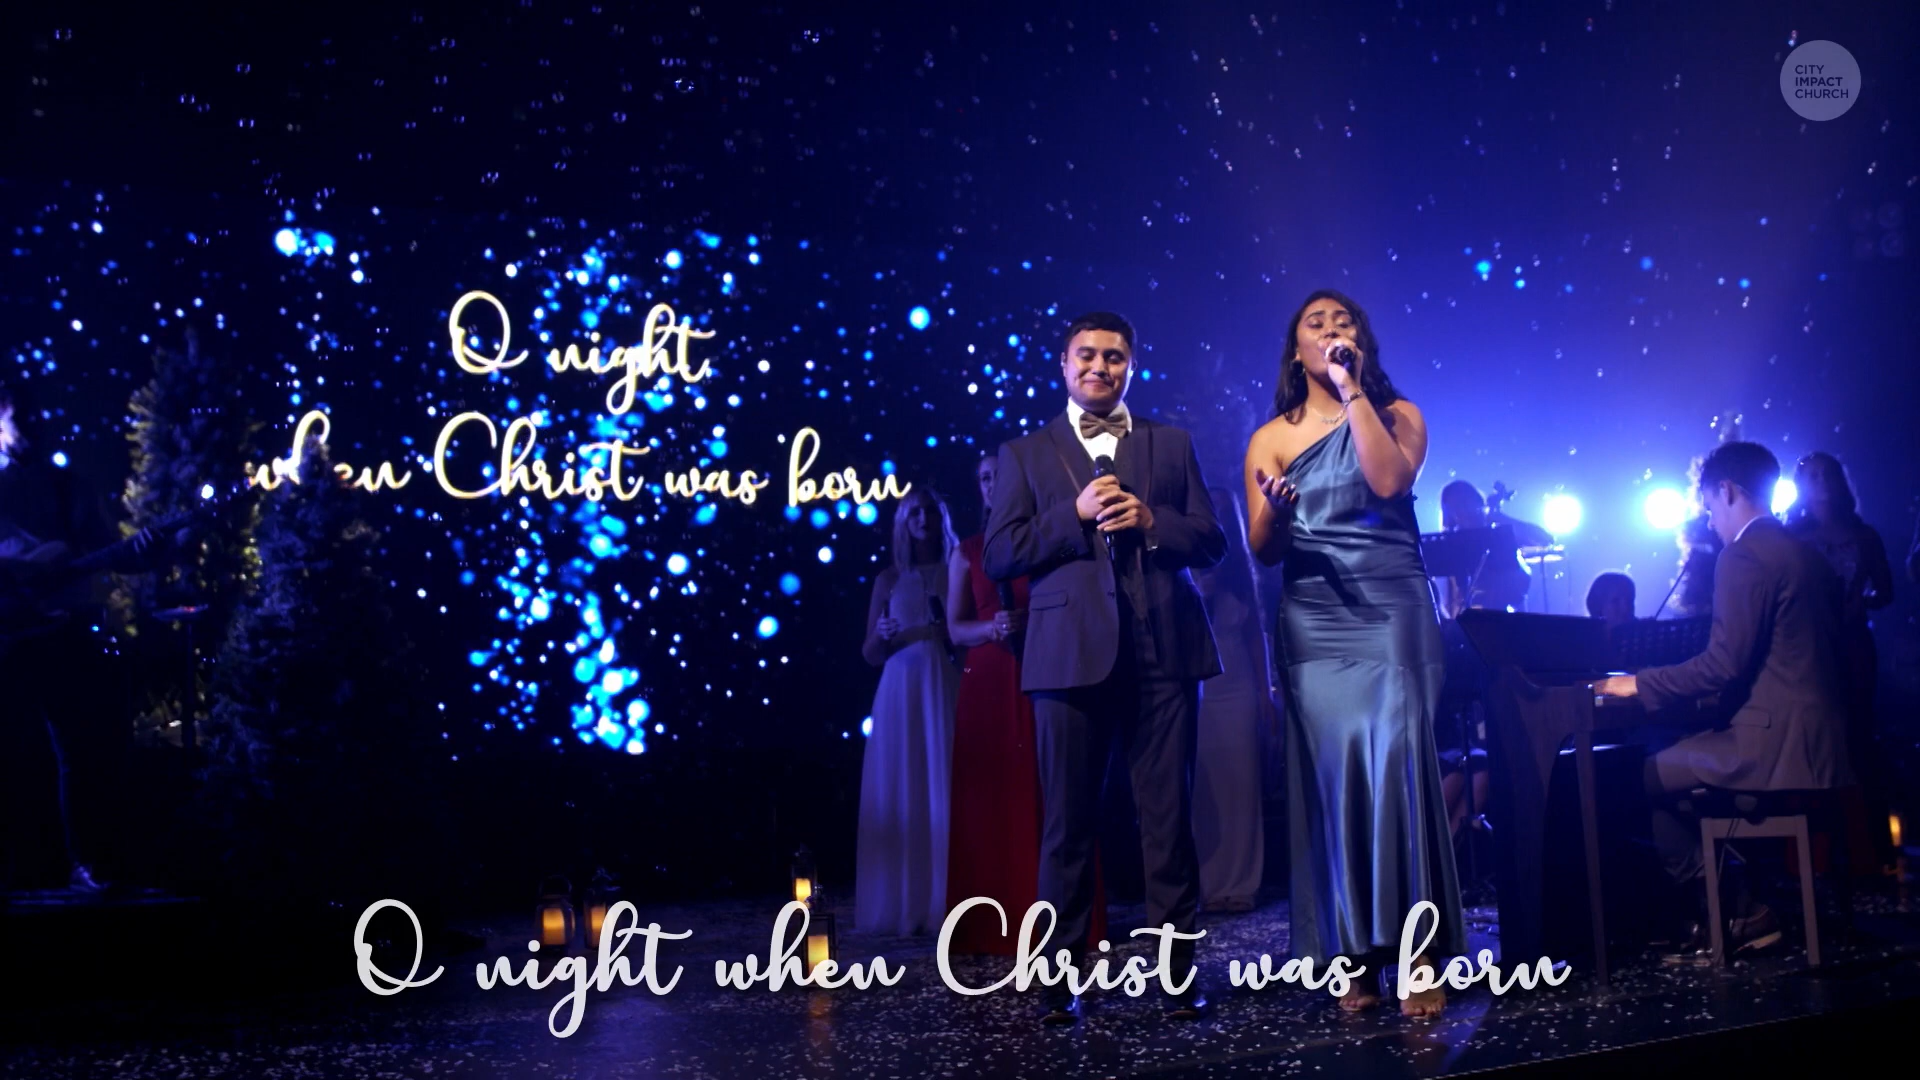 CITY
IMPACT
CHURCH
O night
when Christ was born
O night when Christ was born